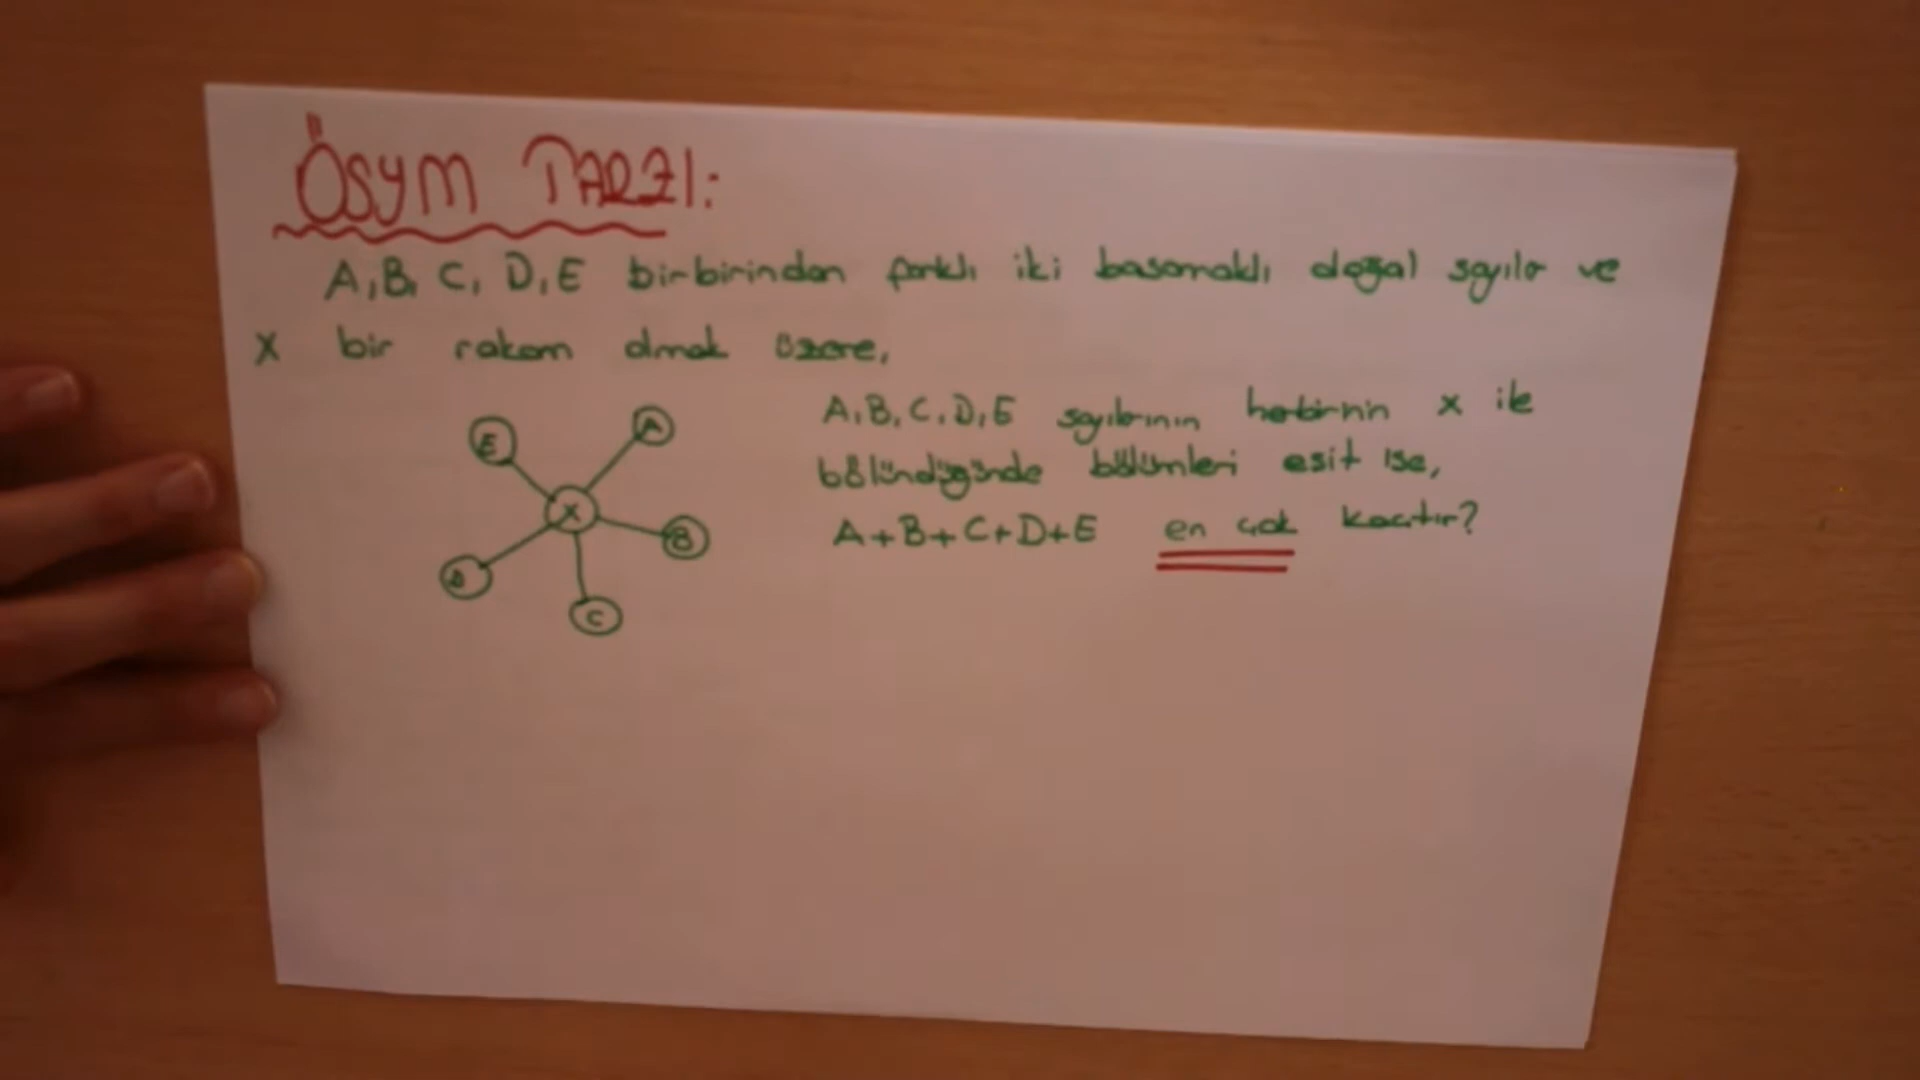 ÖSYM TARZI:
A, B, C, D, E birbirinden farklı iki basamaklı doğal sayılar ve
X bir rakam olmak üzere,
A, B, C, D, E sayılarının herbirinin x ile
bölündüğünde bölümleri eşit ise,
A+B+C+D+E en çok kaçtır?
E
A
X
B
D
C